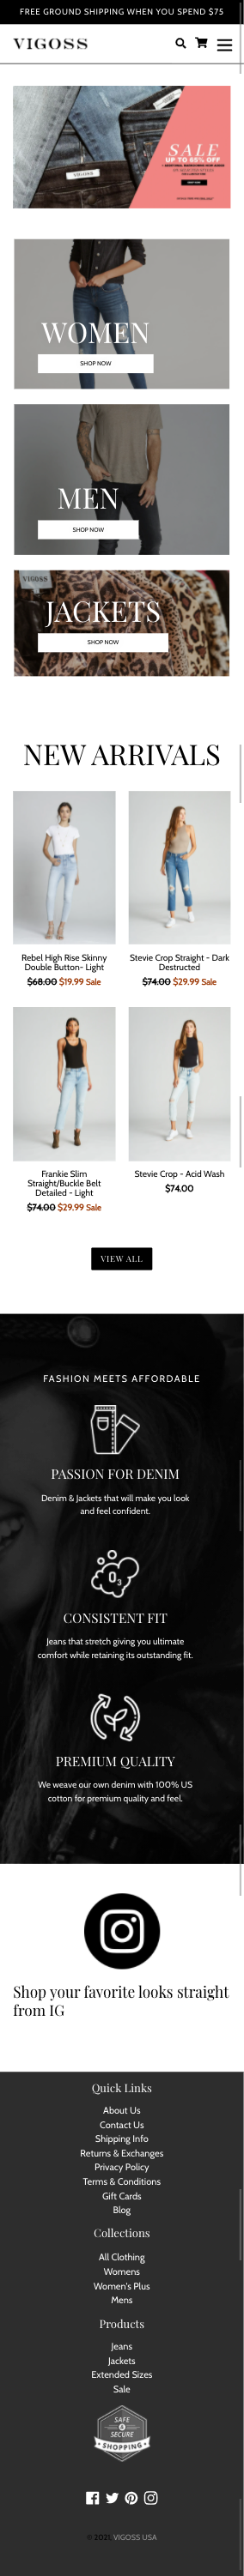 FREE GROUND SHIPPING WHEN YOU SPEND $75
VIGOSS
SALE
UP TO 65% OFF
SHOP NOW
WOMEN
SHOP NOW
MEN
SHOP NOW
VIGOSS
JACKETS
SHOP NOW
NEW ARRIVALS
Rebel High Rise Skinny
Double Button- Light
$68.00 $19.99 Sale
Stevie Crop Straight - Dark
Destructed
$74.00 $29.99 Sale
Frankie Slim
Straight/Buckle Belt
Detailed - Light
$74.00 $29.99 Sale
Stevie Crop - Acid Wash
$74.00
VIEW ALL
FASHION MEETS AFFORDABLE
PASSION FOR DENIM
Denim & Jackets that will make you look
and feel confident.
CONSISTENT FIT
Jeans that stretch giving you ultimate
comfort while retaining its outstanding fit.
PREMIUM QUALITY
We weave our own denim with 100% US
cotton for premium quality and feel.
Shop your favorite looks straight
from IG
Quick Links
About Us
Contact Us
Shipping Info
Returns & Exchanges
Privacy Policy
Terms & Conditions
Gift Cards
Blog
Collections
All Clothing
Womens
Women's Plus
Mens
Products
Jeans
Jackets
Extended Sizes
Sale
SAFE
&
SECURE
SHOPPING
© 2021, VIGOSS USA